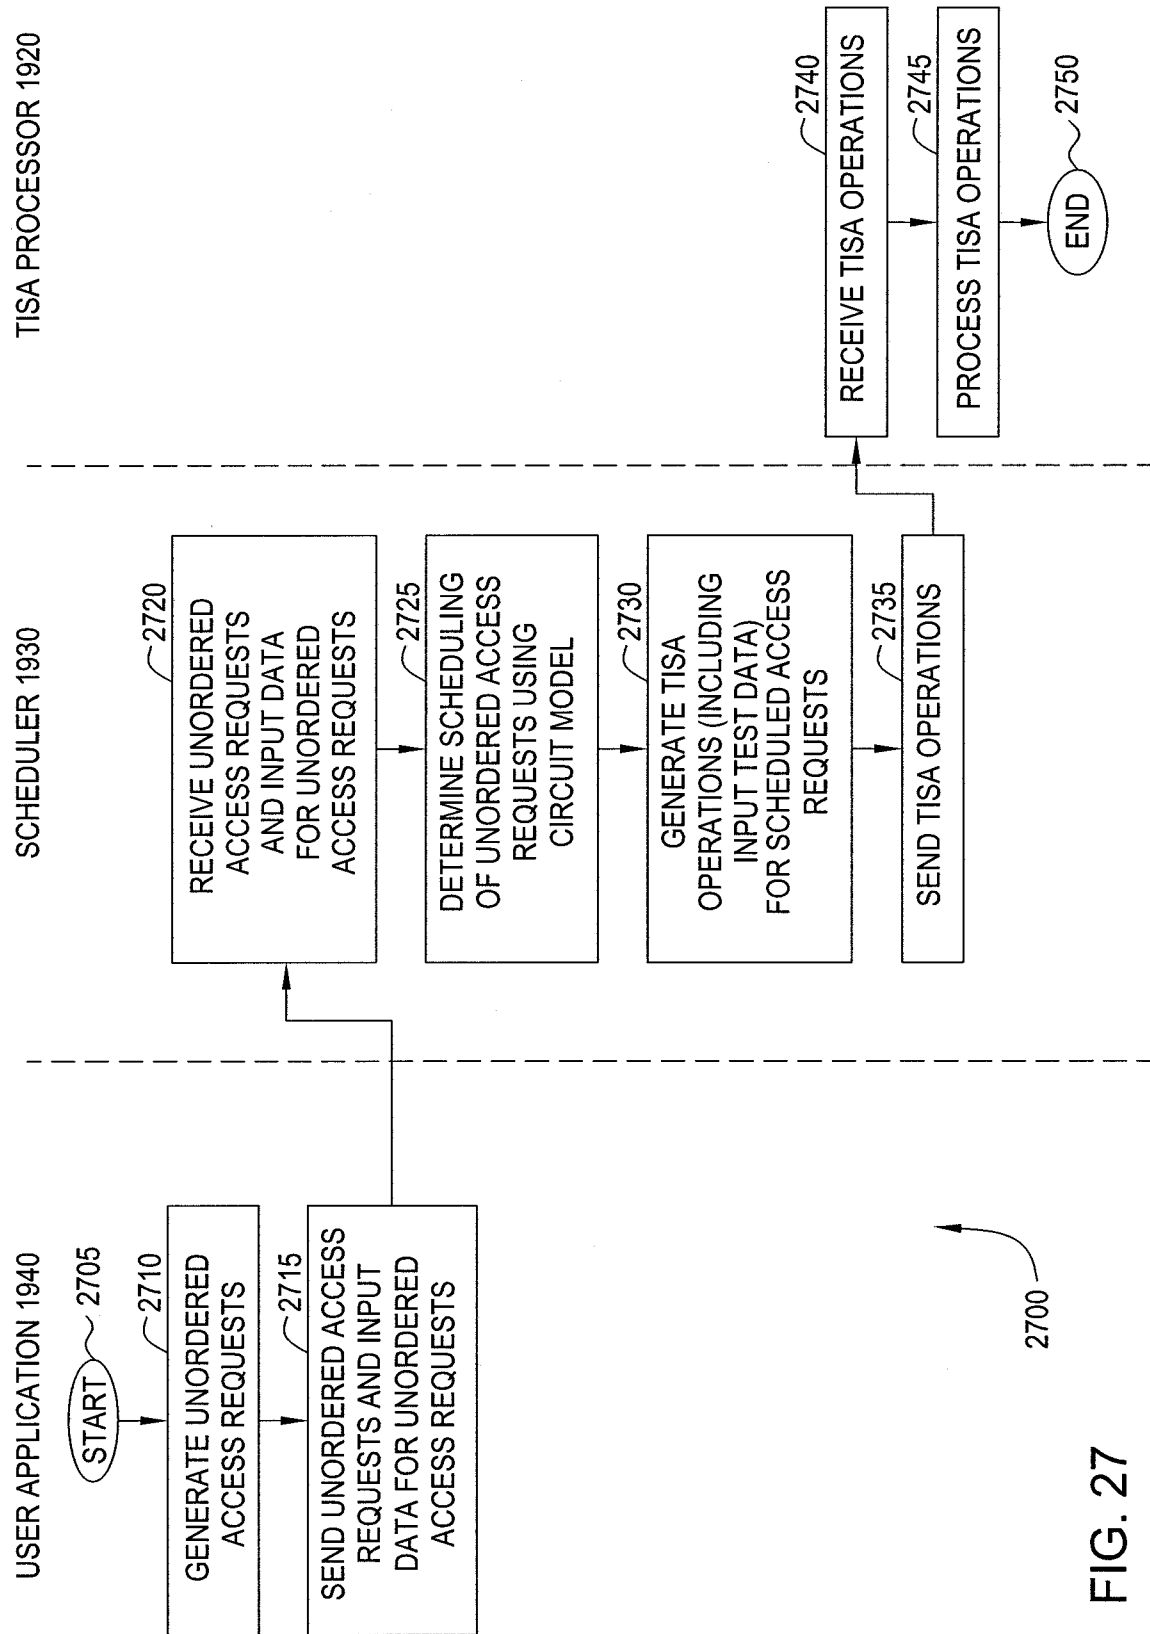 USER APPLICATION 1940
START
2705
2710
GENERATE UNORDERED
ACCESS REQUESTS
2715
SEND UNORDERED ACCESS
REQUESTS AND INPUT
DATA FOR UNORDERED
ACCESS REQUESTS
SCHEDULER 1930
2720
RECEIVE UNORDERED
ACCESS REQUESTS
AND INPUT DATA
FOR UNORDERED
ACCESS REQUESTS
2725
DETERMINE SCHEDULING
OF UNORDERED ACCESS
REQUESTS USING
CIRCUIT MODEL
2730
GENERATE TISA
OPERATIONS (INCLUDING
INPUT TEST DATA)
FOR SCHEDULED ACCESS
REQUESTS
2735
SEND TISA OPERATIONS
TISA PROCESSOR 1920
2740
RECEIVE TISA OPERATIONS
2745
PROCESS TISA OPERATIONS
END
2750
2700
FIG. 27